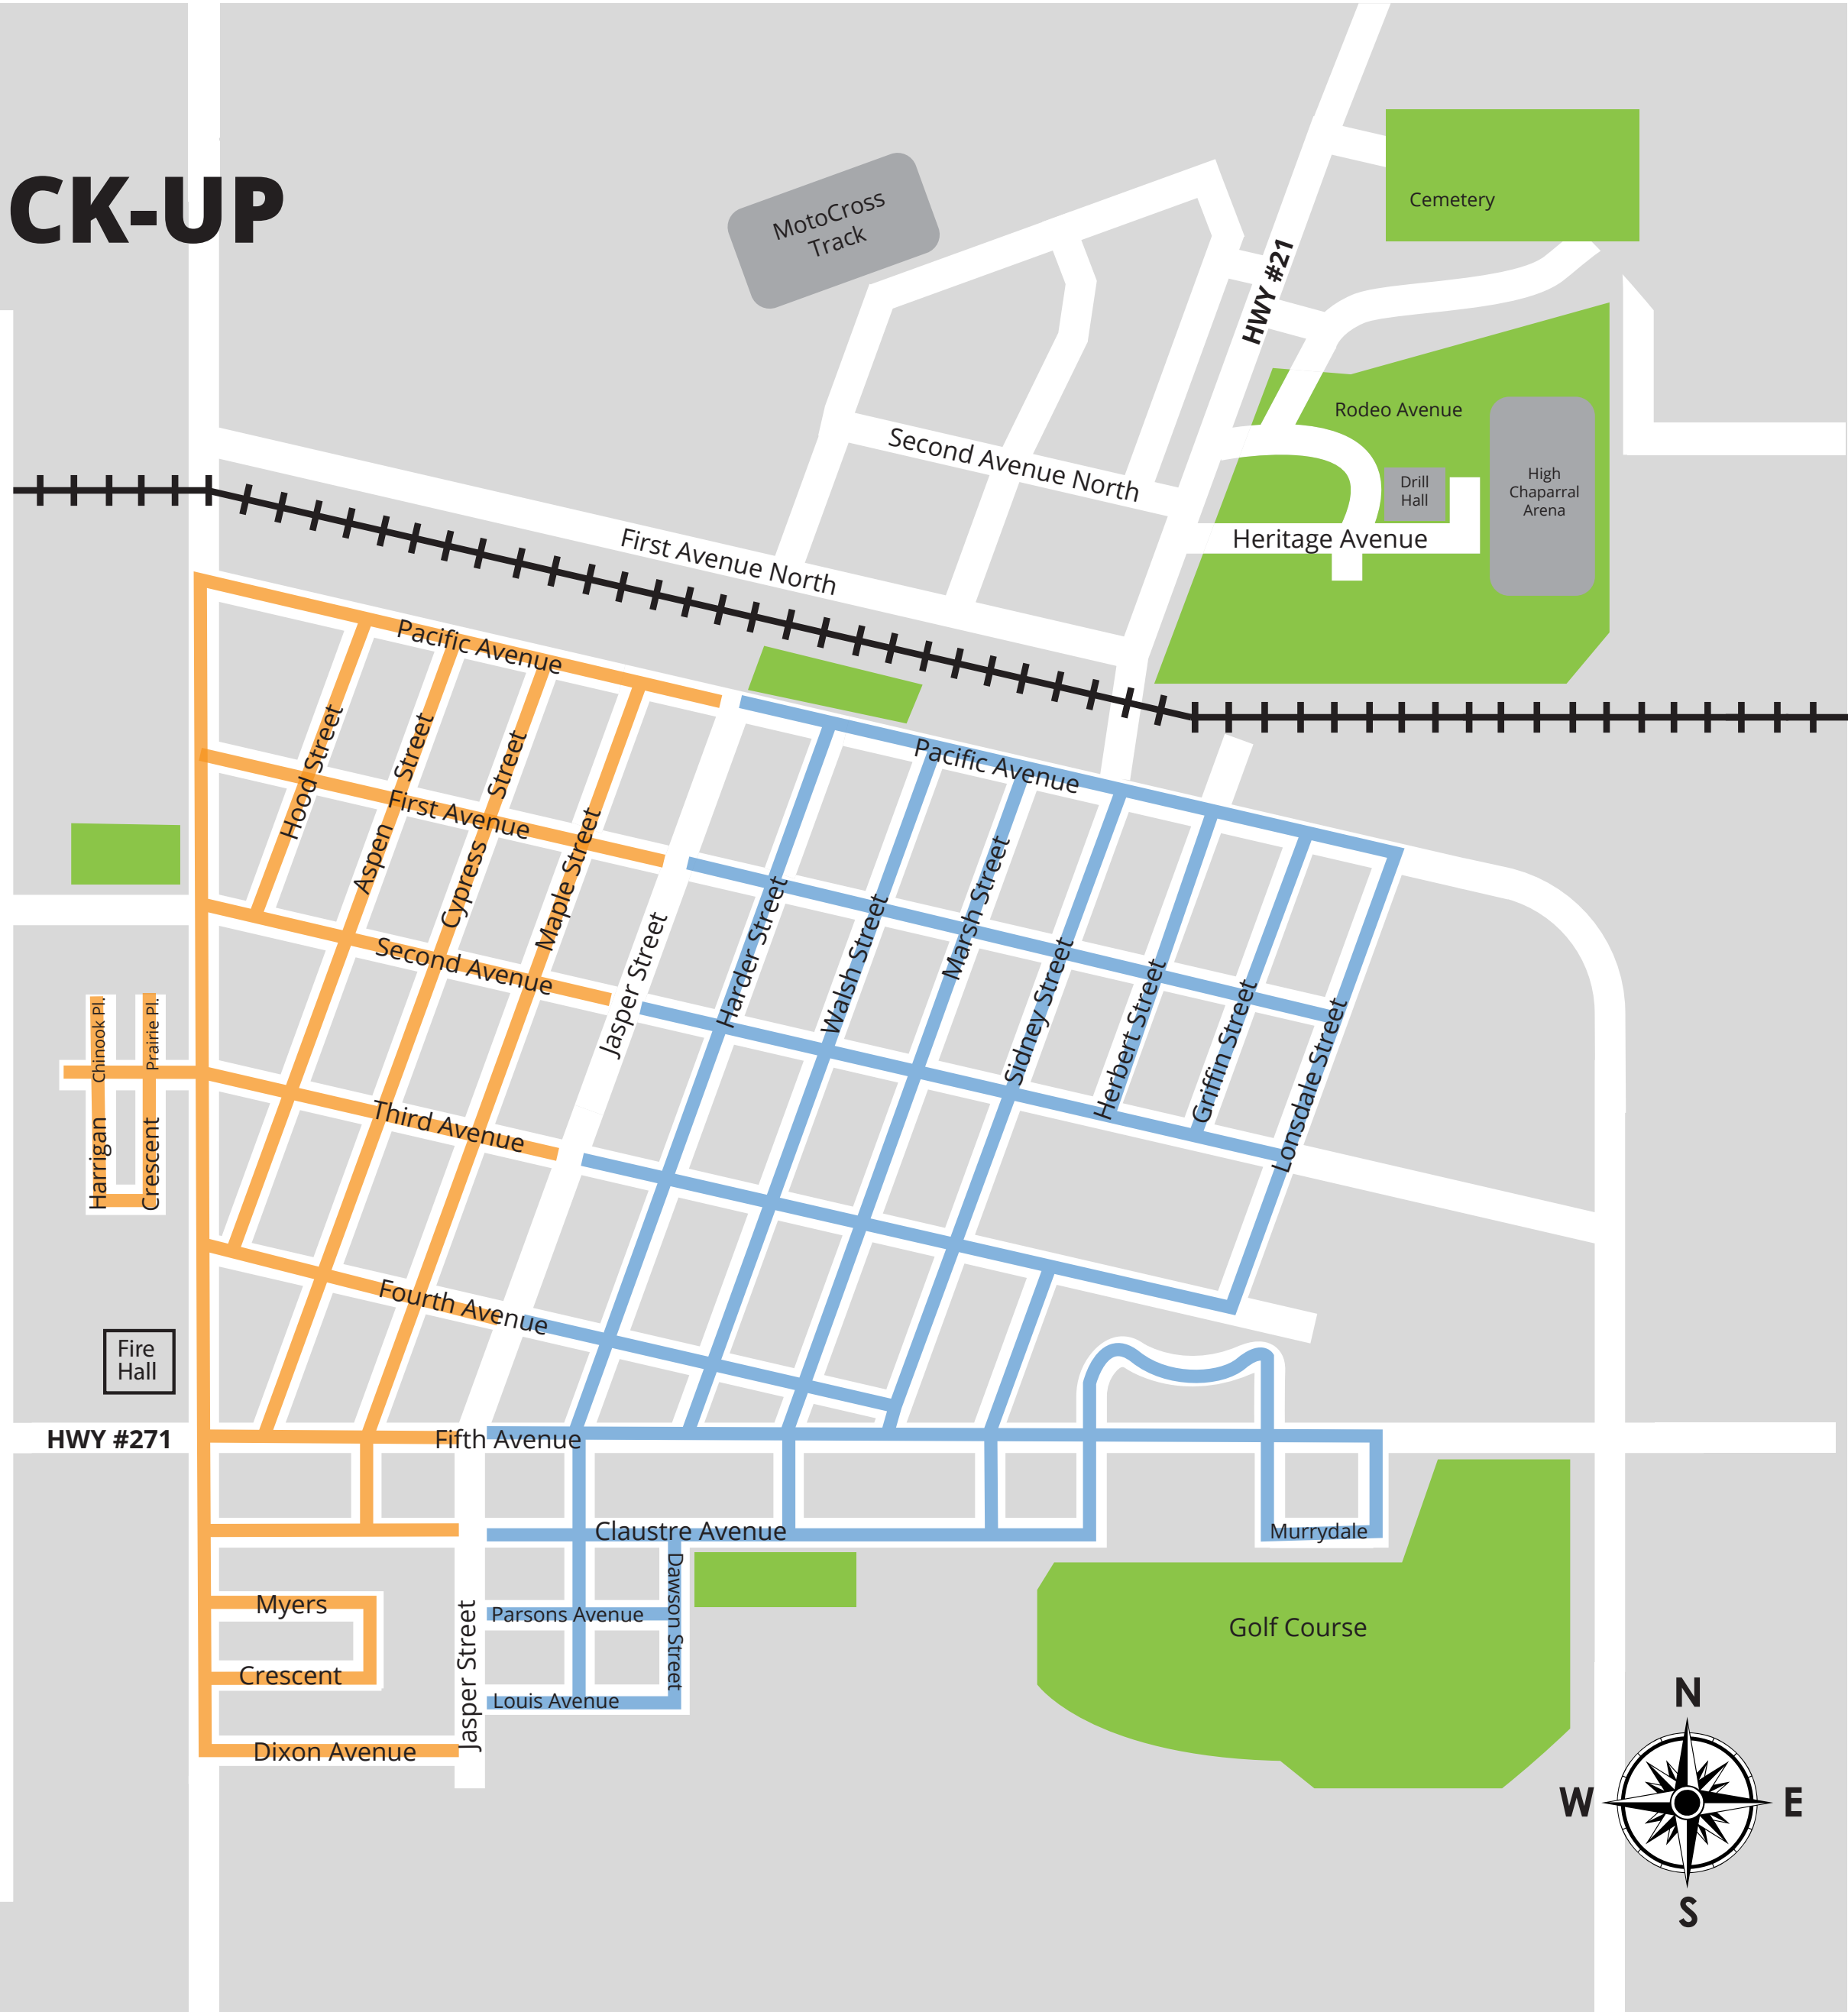 CK-UP
MotoCross
Track
Cemetery
HWY #21
Rodeo Avenue
Second Avenue North
Drill
Hall
High
Chaparral
Arena
Heritage Avenue
First Avenue North
Pacific Avenue
Pacific Avenue
Hood Street
Aspen Street
Cypress Street
Maple Street
First Avenue
Jasper Street
Harder Street
Walsh Street
Marsh Street
Sidney Street
Herbert Street
Griffin Street
Lonsdale Street
Second Avenue
Chinook Pl.
Prairie Pl.
Harrigan
Crescent
Third Avenue
Fourth Avenue
Fire
Hall
HWY #271
Fifth Avenue
Claustre Avenue
Murrydale
Dawson Street
Myers
Parsons Avenue
Golf Course
Crescent
Louis Avenue
Jasper Street
Dixon Avenue
N
W
E
S